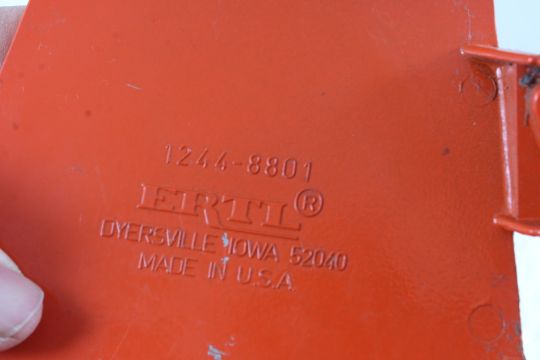 1244-8801
ERTL®
DYERSVILLE IOWA 52040
MADE IN U.S.A.